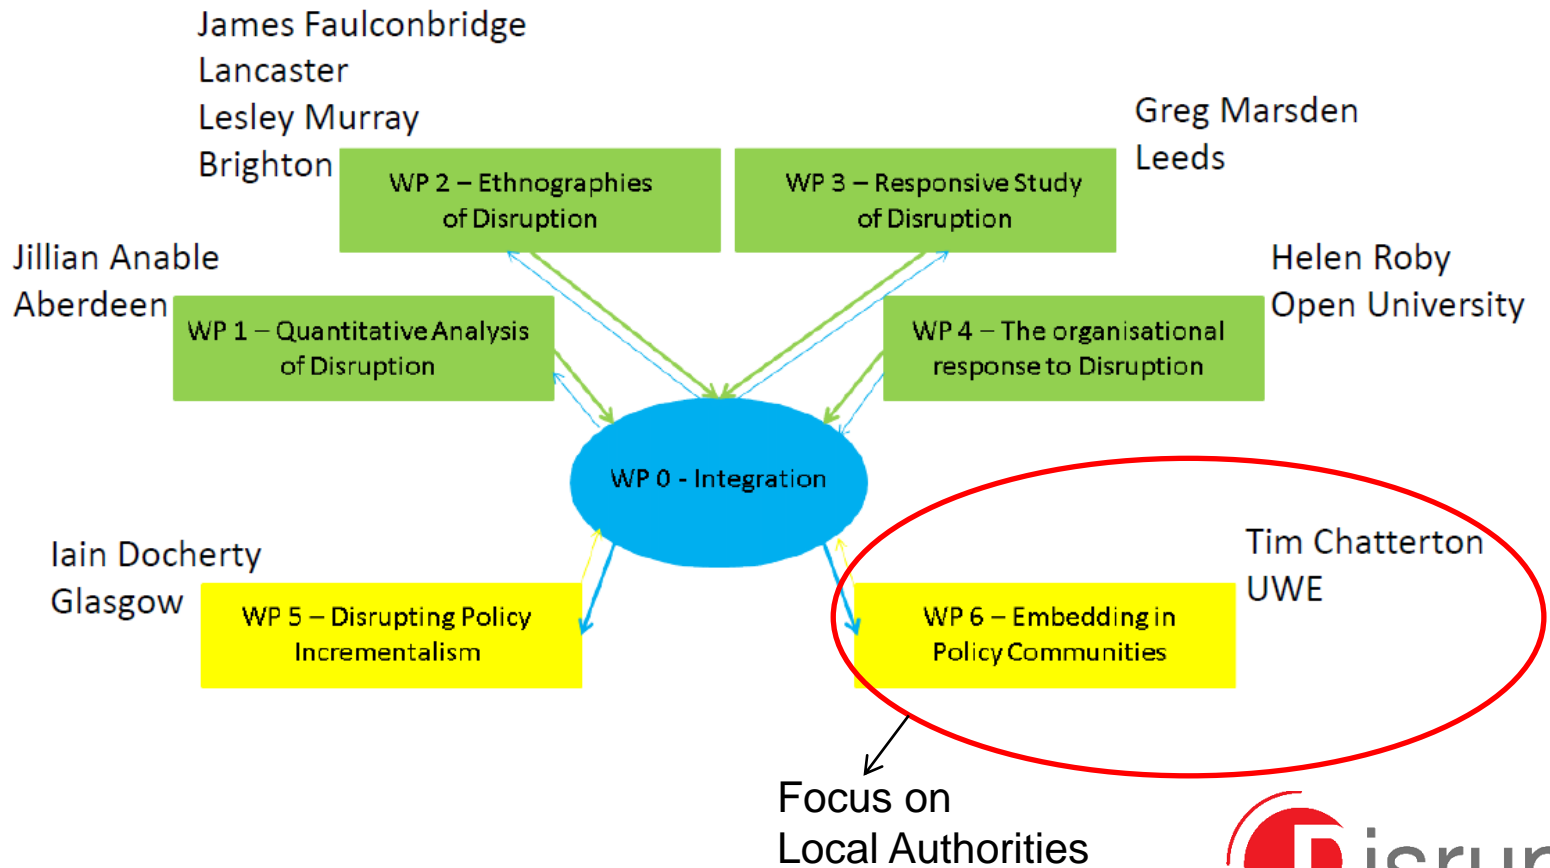 James Faulconbridge
Lancaster
Lesley Murray
Brighton
Greg Marsden
Leeds
WP 2 – Ethnographies
of Disruption
WP 3 – Responsive Study
of Disruption
Jillian Anable
Aberdeen
Helen Roby
Open University
WP 1 – Quantitative Analysis
of Disruption
WP 4 – The organisational
response to Disruption
WP 0 - Integration
Iain Docherty
Glasgow
Tim Chatterton
UWE
WP 5 – Disrupting Policy
Incrementalism
WP 6 – Embedding in
Policy Communities
Focus on
Local Authorities